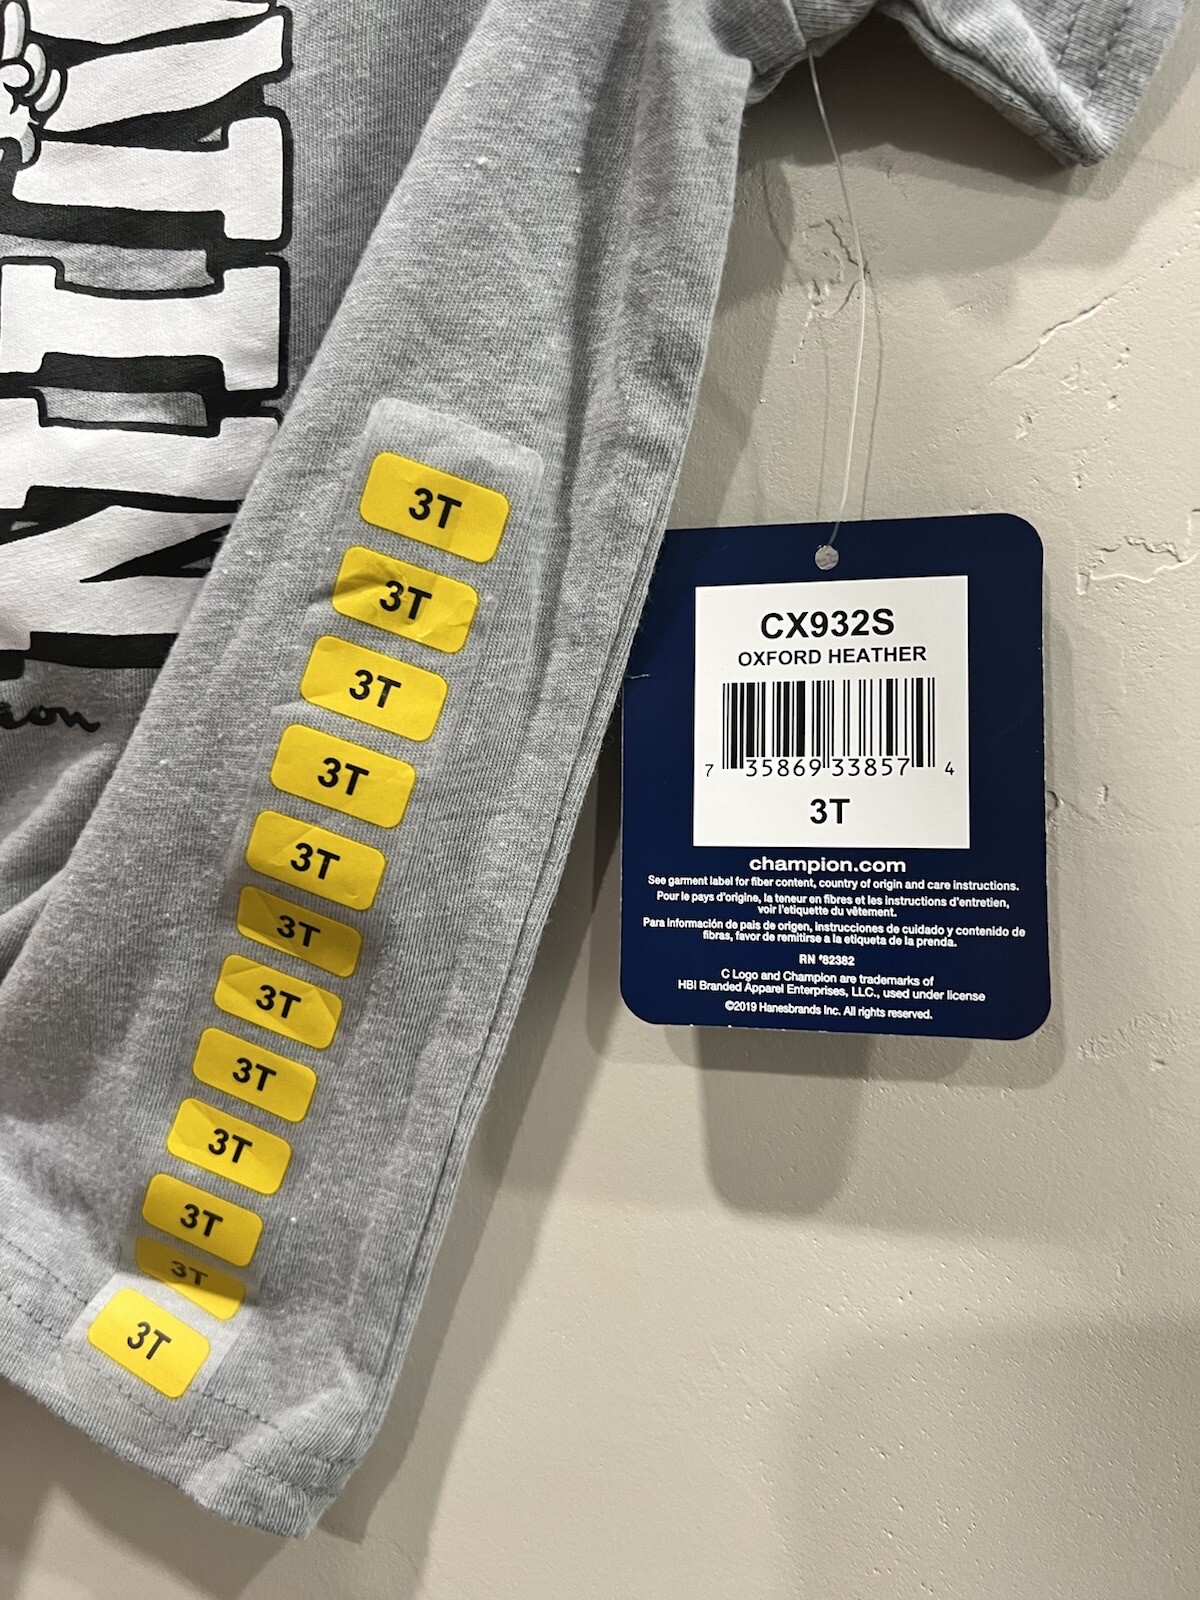 3T
3T
3T
3T
3T
3T
3T
3T
3T
3T
3T
3T
CX932S
OXFORD HEATHER
7 35869 33857 4
3T
champion.com
See garment label for fiber content, country of origin and care instructions.
Pour le pays d'origine, la teneur en fibres et les instructions d'entretien,
voir l'etiquette du vêtement.
Para información de pais de origen, instrucciones de cuidado y contenido de
fibras, favor de remitirse a la etiqueta de la prenda.
RN #82382
C Logo and Champion are trademarks of
HBI Branded Apparel Enterprises, LLC., used under license
©2019 Hanesbrands Inc. All rights reserved.